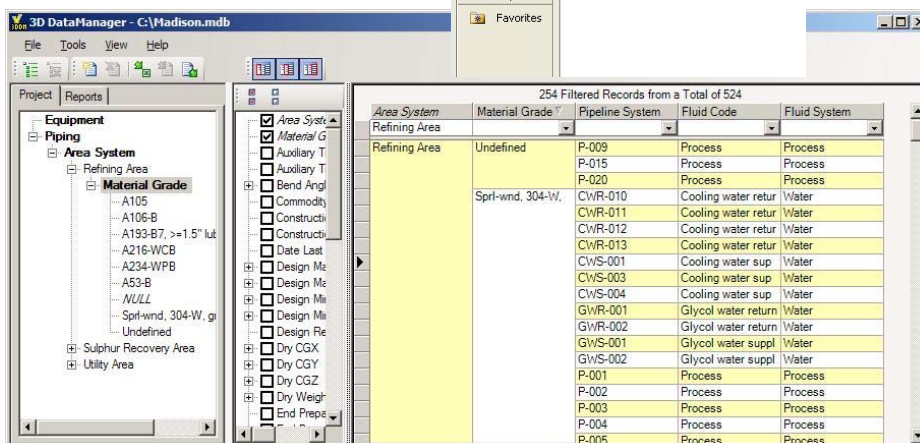 Favorites
3D DataManager - C:\Madison.mdb
File Tools View Help
Project Reports
Equipment
Piping
Area System
Refining Area
Material Grade
A105
A106-B
A193-B7, >=1.5" lub
A216-WCB
A234-WPB
A53-B
NULL
Sprl-wnd, 304-W, gr
Undefined
Sulphur Recovery Area
Utility Area
Area Syste
Material G
Auxiliary T
Auxiliary T
Bend Angl
Commodity
Constructi
Constructi
Date Last
Design Ma
Design Ma
Design Mi
Design Mi
Design Re
Dry CGX
Dry CGY
Dry CGZ
Dry Weigh
End Prepa
254 Filtered Records from a Total of 524
Area System Material Grade Pipeline System Fluid Code Fluid System
Refining Area
Refining Area Undefined P-009 Process Process
P-015 Process Process
P-020 Process Process
Sprl-wnd, 304-W, CWR-010 Cooling water retur Water
CWR-011 Cooling water retur Water
CWR-012 Cooling water retur Water
CWR-013 Cooling water retur Water
CWS-001 Cooling water sup Water
CWS-003 Cooling water sup Water
CWS-004 Cooling water sup Water
GWR-001 Glycol water return Water
GWR-002 Glycol water return Water
GWS-001 Glycol water suppl Water
GWS-002 Glycol water suppl Water
P-001 Process Process
P-002 Process Process
P-003 Process Process
P-004 Process Process
P-005 Process Process